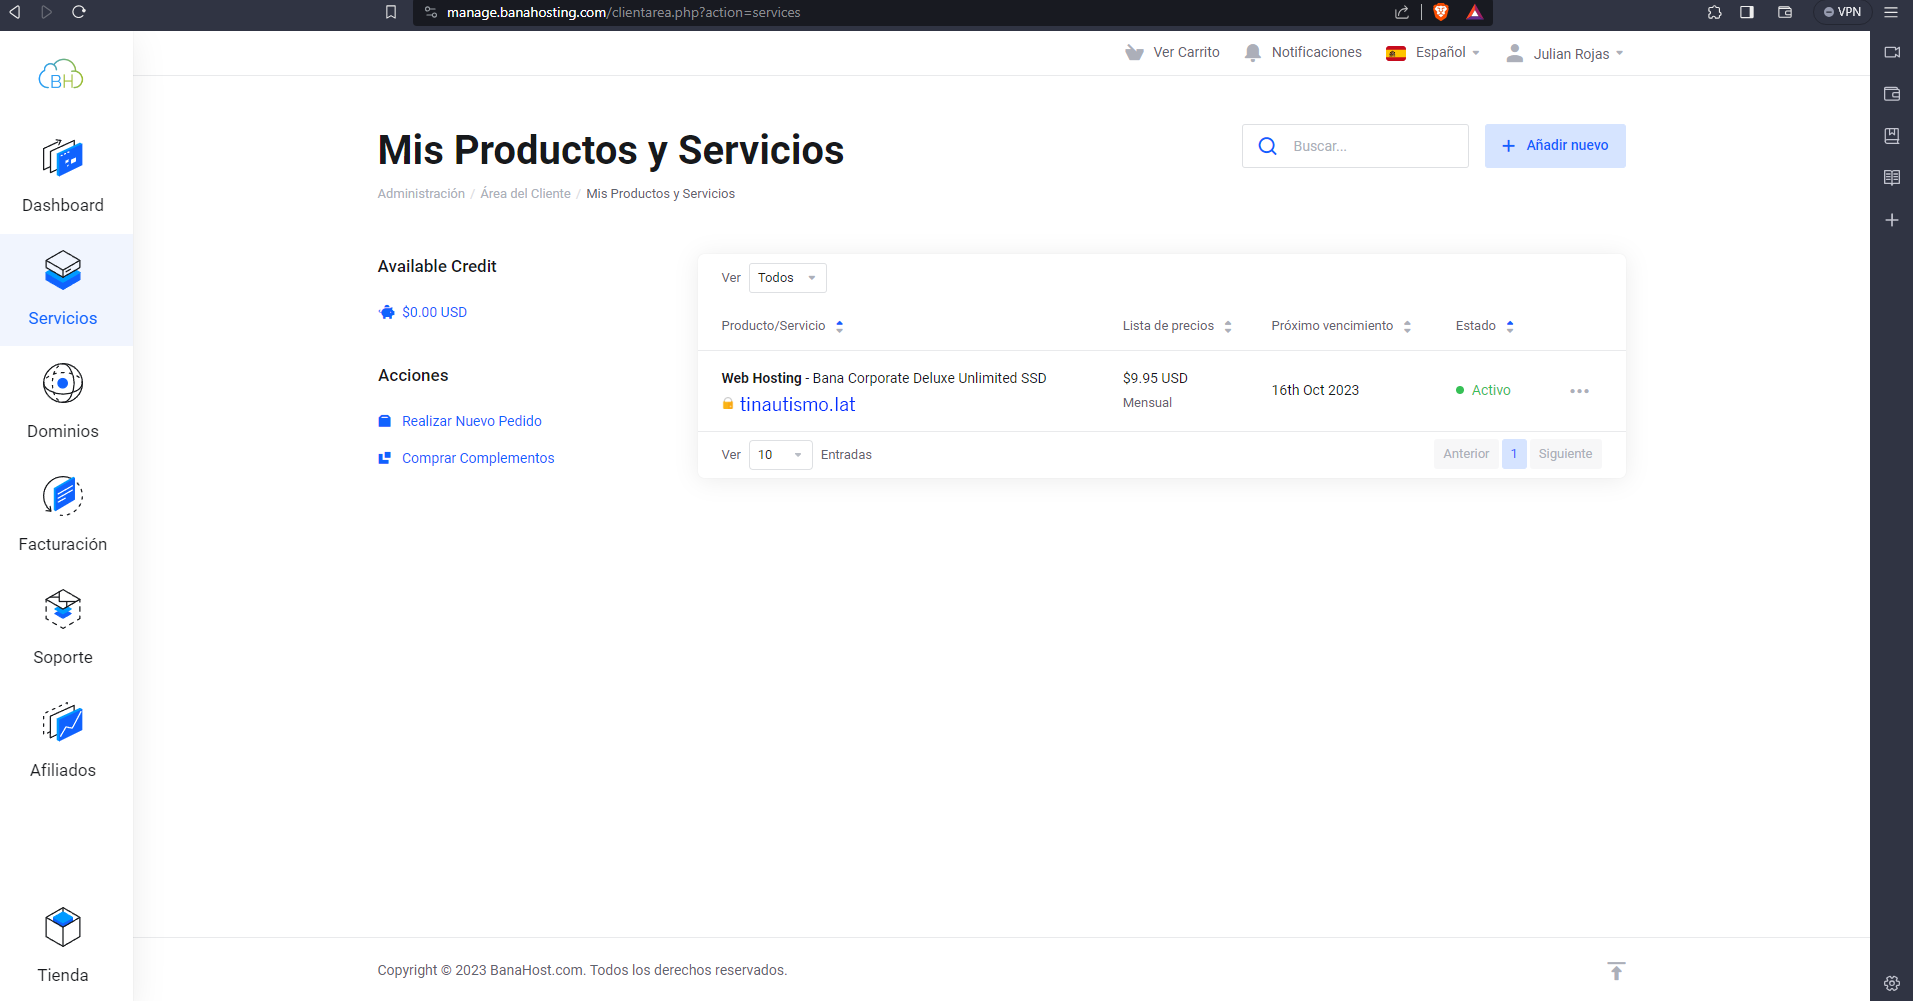 manage.banahosting.com/clientarea.php?action=services
VPN
BH
Ver Carrito
Notificaciones
Español
Julian Rojas
Dashboard
Servicios
Dominios
Facturación
Soporte
Afiliados
Tienda
Mis Productos y Servicios
Administración / Área del Cliente / Mis Productos y Servicios
Buscar...
Añadir nuevo
Available Credit
$0.00 USD
Acciones
Realizar Nuevo Pedido
Comprar Complementos
Ver Todos
Producto/Servicio Lista de precios Próximo vencimiento Estado
Web Hosting - Bana Corporate Deluxe Unlimited SSD
tinautismo.lat
$9.95 USD
Mensual
16th Oct 2023
Activo
Ver 10 Entradas
Anterior 1 Siguiente
Copyright © 2023 BanaHost.com. Todos los derechos reservados.